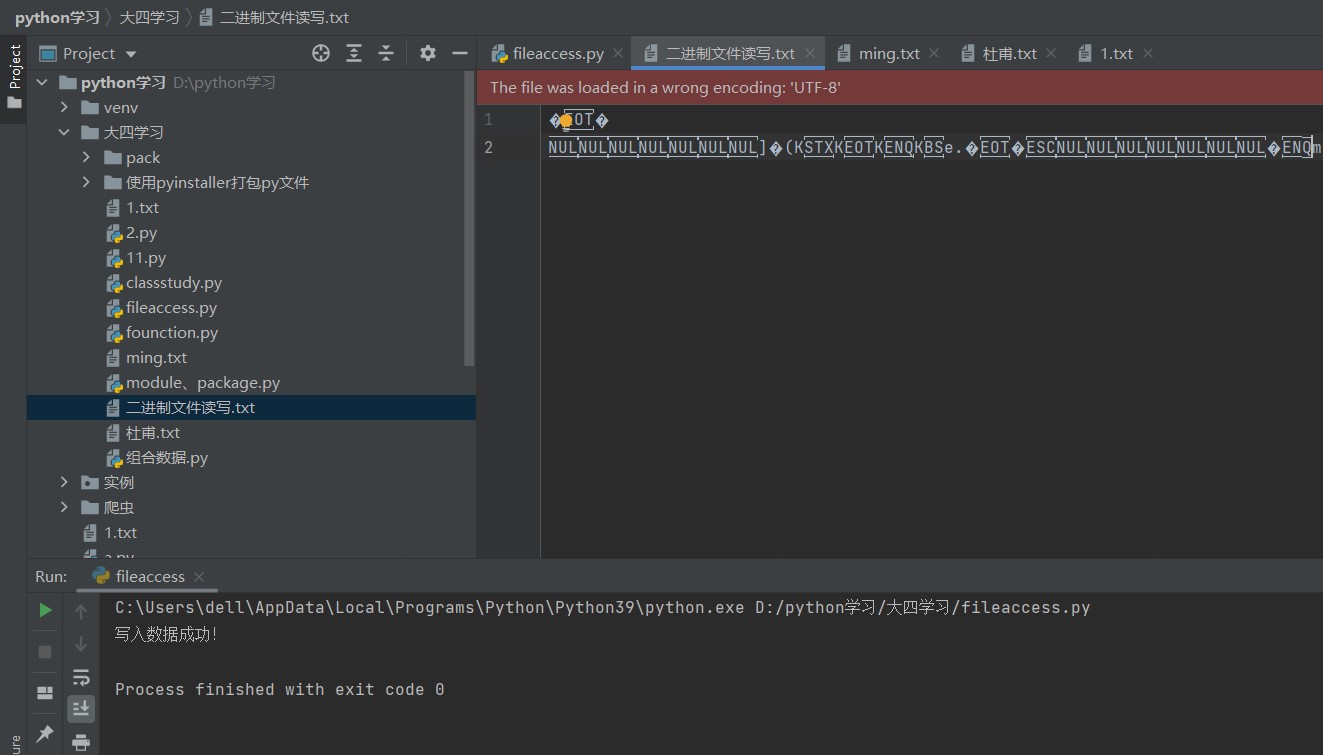 python学习 〉 大四学习 〉 二进制文件读写.txt
Project
Project
fileaccess.py
二进制文件读写.txt
ming.txt
杜甫.txt
1.txt
python学习 D:\python学习
venv
大四学习
pack
使用pyinstaller打包py文件
1.txt
2.py
11.py
classstudy.py
fileaccess.py
founction.py
ming.txt
module、package.py
二进制文件读写.txt
杜甫.txt
组合数据.py
实例
爬虫
1.txt
The file was loaded in a wrong encoding: 'UTF-8'
1 �EOT�
2 NULNULNULNULNULNULNUL]�(KSTXKEOTKENQKBSe.�EOT�ESCNULNULNULNULNULNULNUL�ENQm
Run: fileaccess
C:\Users\dell\AppData\Local\Programs\Python\Python39\python.exe D:/python学习/大四学习/fileaccess.py
写入数据成功！
Process finished with exit code 0